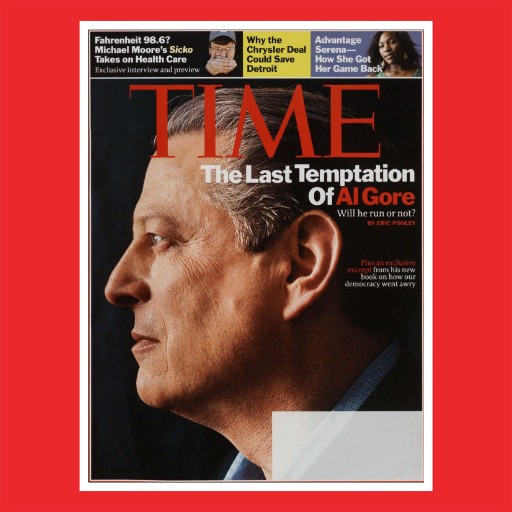 Fahrenheit 98.6?
Michael Moore's Sicko
Takes on Health Care
Exclusive interview and preview
Why the
Chrysler Deal
Could Save
Detroit
Advantage
Serena—
How She Got
Her Game Back
TIME
The Last Temptation
Of Al Gore
Will he run or not?
BY ERIC POOLEY
Plus an exclusive
excerpt from his new
book on how our
democracy went awry